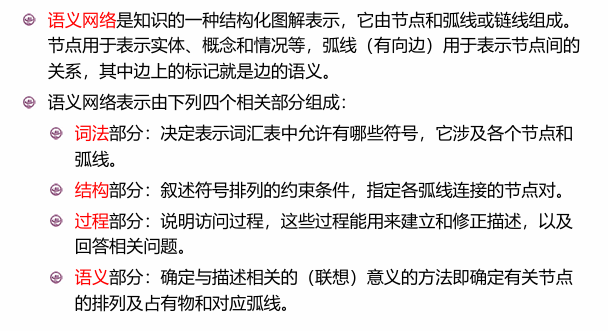 语义网络是知识的一种结构化图解表示，它由节点和弧线或链线组成。
节点用于表示实体、概念和情况等，弧线（有向边）用于表示节点间的
关系，其中边上的标记就是边的语义。
语义网络表示由下列四个相关部分组成：
词法部分：决定表示词汇表中允许有哪些符号，它涉及各个节点和
弧线。
结构部分：叙述符号排列的约束条件，指定各弧线连接的节点对。
过程部分：说明访问过程，这些过程能用来建立和修正描述，以及
回答相关问题。
语义部分：确定与描述相关的（联想）意义的方法即确定有关节点
的排列及占有物和对应弧线。